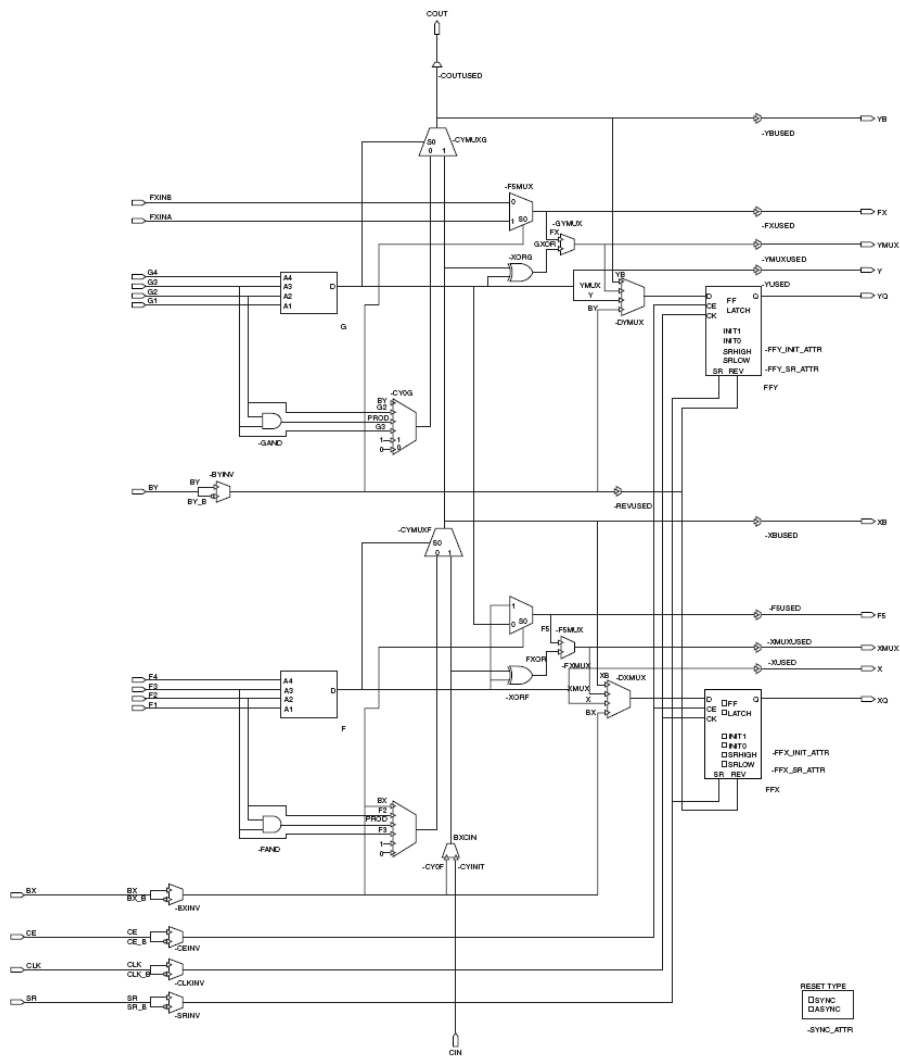 COUT
-COUTUSED
YB
-YBUSED
S0
0 1
-CYMUXG
FXINB
FXINA
-F5MUX
0
1 S0
FX
-FXUSED
-GYMUX
FX
GXOR
YMUX
-YMUXUSED
-XORG
Y
-YUSED
G4
G3
G2
G1
A4
A3
A2
A1
D
G
YB
YMUX
Y
BY
-DYMUX
D
CE
CK
FF
LATCH
Q
YQ
INIT1
INIT0
SRHIGH
SRLOW
SR REV
-FFY_INIT_ATTR
-FFY_SR_ATTR
FFY
-CY0G
BY
G2
PROD
G3
1
0
1
0
-GAND
BY
BY
BY_B
-BYINV
-REVUSED
XB
-XBUSED
-CYMUXF
S0
0 1
1
0
S0
F5
-F5USED
F5
-F5MUX
XMUX
-XMUXUSED
FXOR
-FXMUX
X
-XUSED
-XORF
F4
F3
F2
F1
A4
A3
A2
A1
D
F
XB
-DXMUX
XMUX
X
BX
D
CE
CK
FF
LATCH
Q
XQ
INIT1
INIT0
SRHIGH
SRLOW
SR REV
-FFX_INIT_ATTR
-FFX_SR_ATTR
FFX
BX
F2
PROD
F3
1
0
-FAND
BXCIN
-CY0F
-CYINIT
BX
BX
BX_B
-BXINV
CE
CE
CE_B
-CEINV
CLK
CLK
CLK_B
-CLKINV
SR
SR
SR_B
-SRINV
RESET TYPE
SYNC
ASYNC
-SYNC_ATTR
CIN